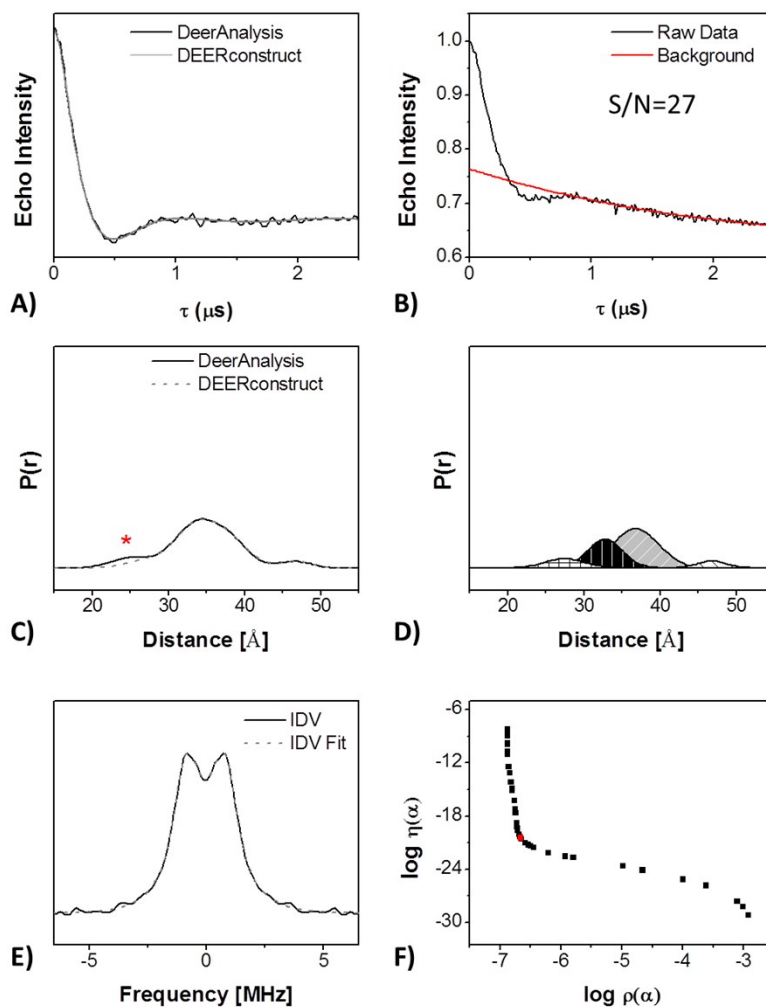 DeerAnalysis
DEERconstruct
Echo Intensity
0
1
2
τ (μs)
A)
Raw Data
Background
S/N=27
Echo Intensity
1.0
0.9
0.8
0.7
0.6
0
1
2
τ (μs)
B)
DeerAnalysis
DEERconstruct
*
P(r)
20
30
40
50
Distance [Å]
C)
P(r)
20
30
40
50
Distance [Å]
D)
IDV
IDV Fit
-5
0
5
Frequency [MHz]
E)
log η(α)
-6
-12
-18
-24
-30
-7
-6
-5
-4
-3
log ρ(α)
F)